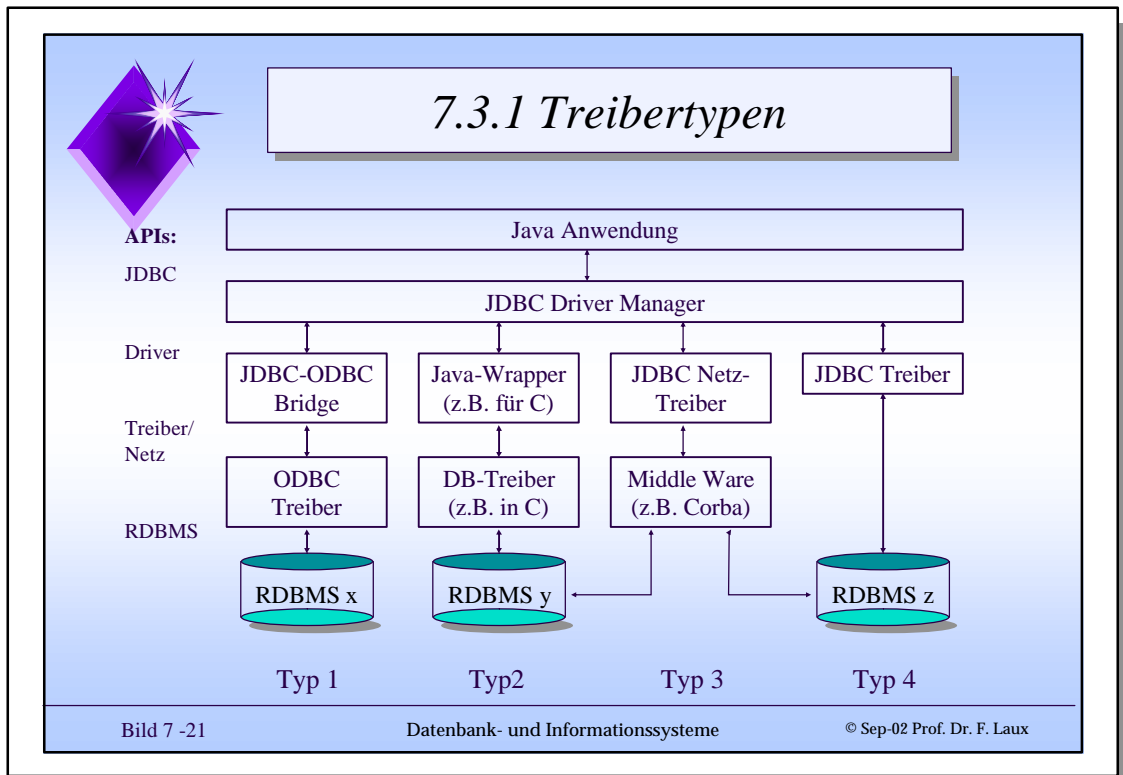 7.3.1 Treibertypen
APIs:
Java Anwendung
JDBC
JDBC Driver Manager
Driver
JDBC-ODBC
Bridge
Java-Wrapper
(z.B. für C)
JDBC Netz-
Treiber
JDBC Treiber
Treiber/
Netz
ODBC
Treiber
DB-Treiber
(z.B. in C)
Middle Ware
(z.B. Corba)
RDBMS
RDBMS x
RDBMS y
RDBMS z
Typ 1
Typ2
Typ 3
Typ 4
Bild 7 -21
Datenbank- und Informationssysteme
© Sep-02 Prof. Dr. F. Laux